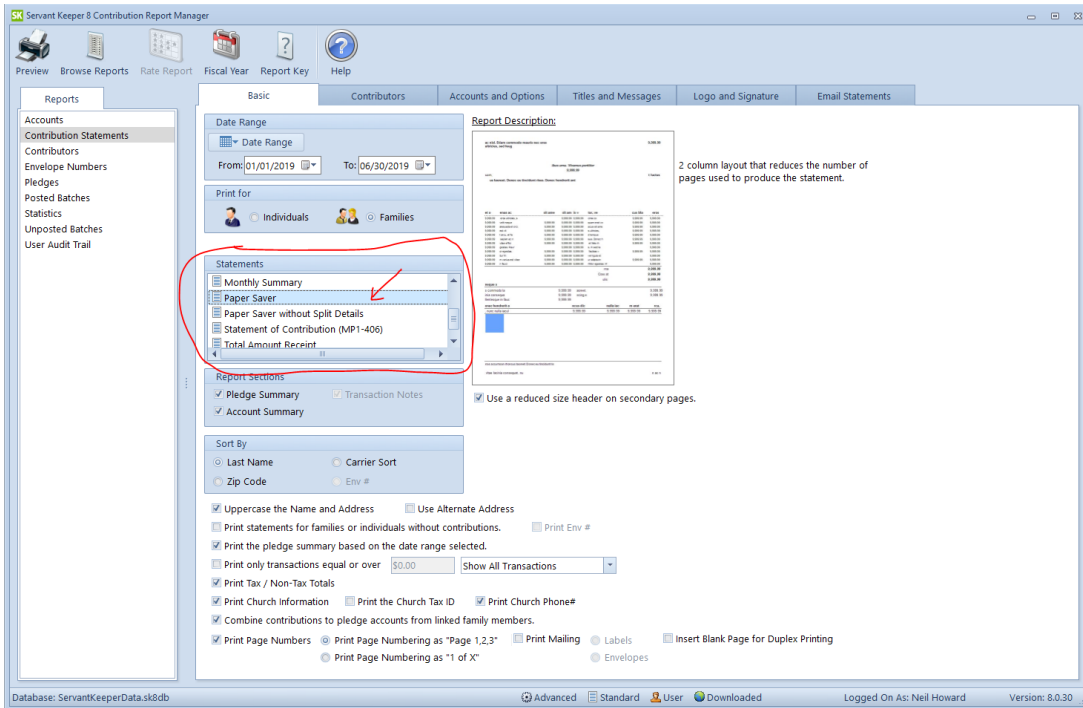 SK Servant Keeper 8 Contribution Report Manager
Preview Browse Reports Rate Report Fiscal Year Report Key Help
Reports
Accounts
Contribution Statements
Contributors
Envelope Numbers
Pledges
Posted Batches
Statistics
Unposted Batches
User Audit Trail
Basic Contributors Accounts and Options Titles and Messages Logo and Signature Email Statements
Date Range
Date Range
From: 01/01/2019 To: 06/30/2019
Print for
Individuals Families
Statements
Monthly Summary
Paper Saver
Paper Saver without Split Details
Statement of Contribution (MP1-406)
Total Amount Receipt
Report Sections
Pledge Summary Transaction Notes
Account Summary
Sort By
Last Name Carrier Sort
Zip Code Env #
Report Description:
2 column layout that reduces the number of
pages used to produce the statement.
Use a reduced size header on secondary pages.
Uppercase the Name and Address Use Alternate Address
Print statements for families or individuals without contributions. Print Env #
Print the pledge summary based on the date range selected.
Print only transactions equal or over $0.00 Show All Transactions
Print Tax / Non-Tax Totals
Print Church Information Print the Church Tax ID Print Church Phone#
Combine contributions to pledge accounts from linked family members.
Print Page Numbers Print Page Numbering as "Page 1,2,3" Print Mailing Labels Insert Blank Page for Duplex Printing
Print Page Numbering as "1 of X" Envelopes
Database: ServantKeeperData.sk8db Advanced Standard User Downloaded Logged On As: Neil Howard Version: 8.0.30